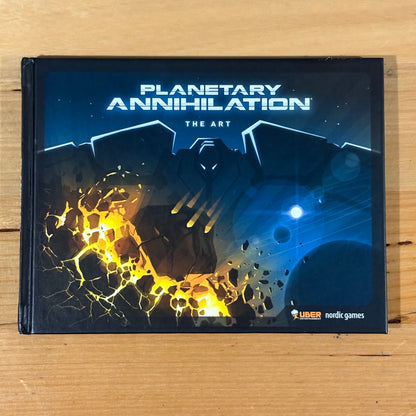 PLANETARY
ANNIHILATION
THE ART
UBER nordic games